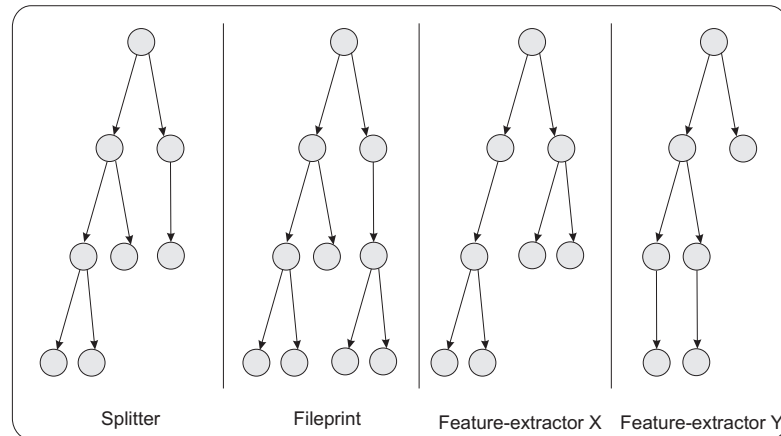 Splitter
Fileprint
Feature-extractor X
Feature-extractor Y